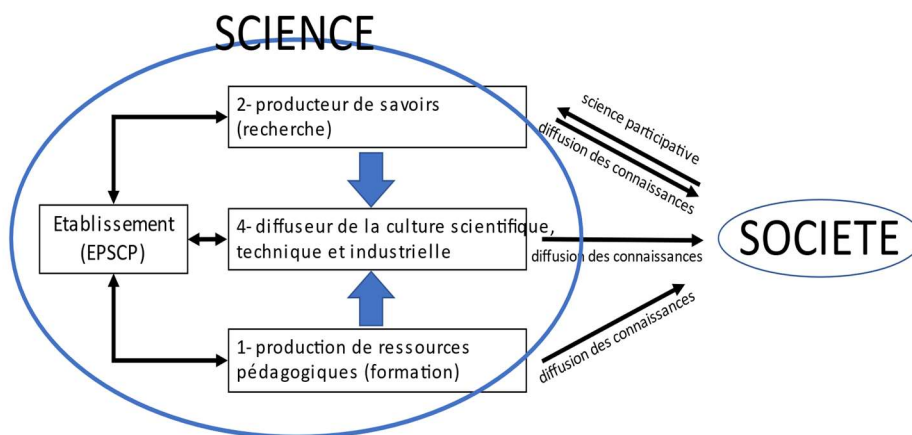 SCIENCE
2- producteur de savoirs
(recherche)
science participative
diffusion des connaissances
Etablissement
(EPSCP)
4- diffuseur de la culture scientifique,
technique et industrielle
diffusion des connaissances
SOCIETE
1- production de ressources
pédagogiques (formation)
diffusion des connaissances